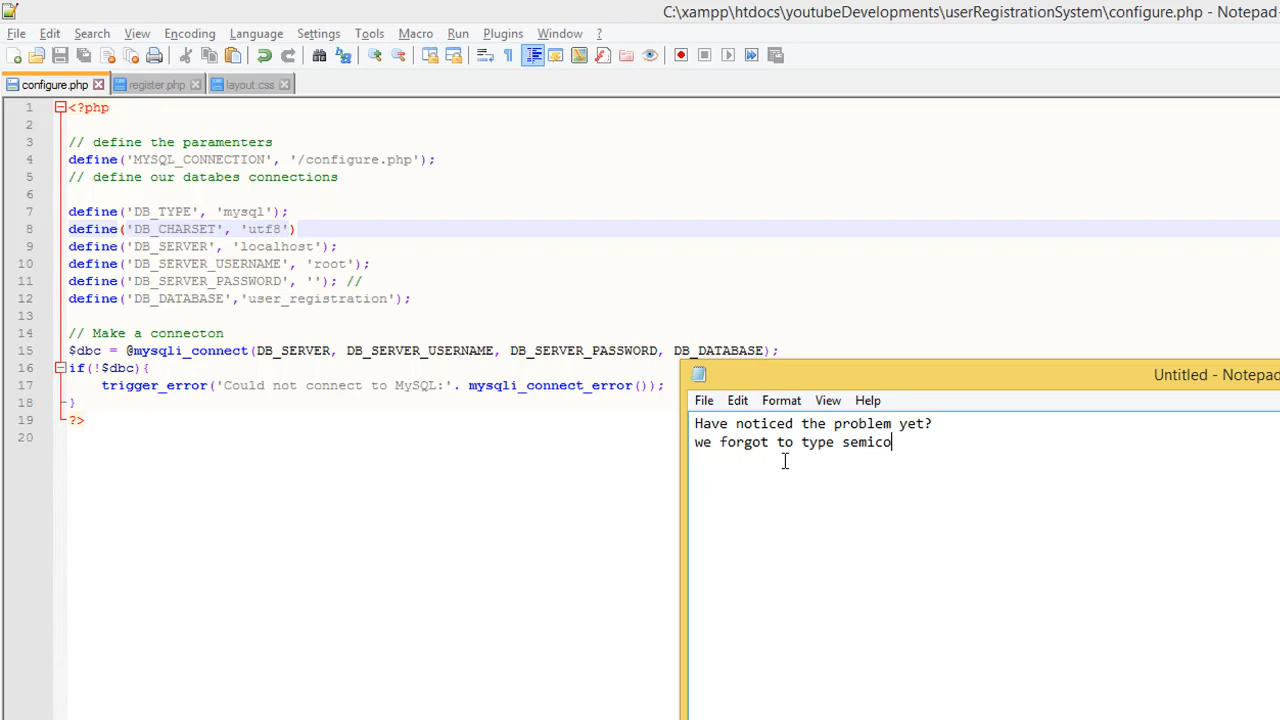 C:\xampp\htdocs\youtubeDevelopments\userRegistrationSystem\configure.php - Notepad
File Edit Search View Encoding Language Settings Tools Macro Run Plugins Window ?
configure.php register.php layout.css
1 <?php
2
3 // define the paramenters
4 define('MYSQL_CONNECTION', '/configure.php');
5 // define our databes connections
6
7 define('DB_TYPE', 'mysql');
8 define('DB_CHARSET', 'utf8')
9 define('DB_SERVER', 'localhost');
10 define('DB_SERVER_USERNAME', 'root');
11 define('DB_SERVER_PASSWORD', ''); //
12 define('DB_DATABASE','user_registration');
13
14 // Make a connecton
15 $dbc = @mysqli_connect(DB_SERVER, DB_SERVER_USERNAME, DB_SERVER_PASSWORD, DB_DATABASE);
16 if(!$dbc){
17 trigger_error('Could not connect to MySQL:'. mysqli_connect_error());
18 }
19 ?>
20
Untitled - Notepad
File Edit Format View Help
Have noticed the problem yet?
we forgot to type semico